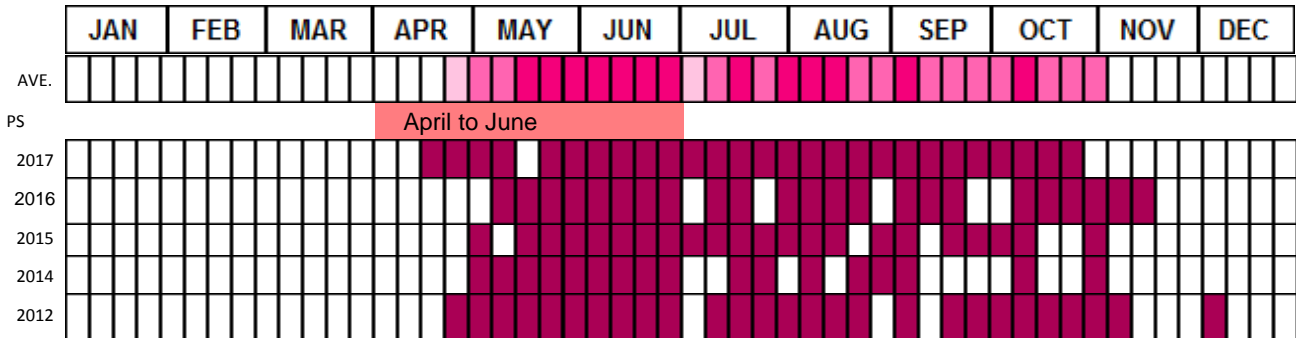 JAN FEB MAR APR MAY JUN JUL AUG SEP OCT NOV DEC
AVE.
PS April to June
2017
2016
2015
2014
2012